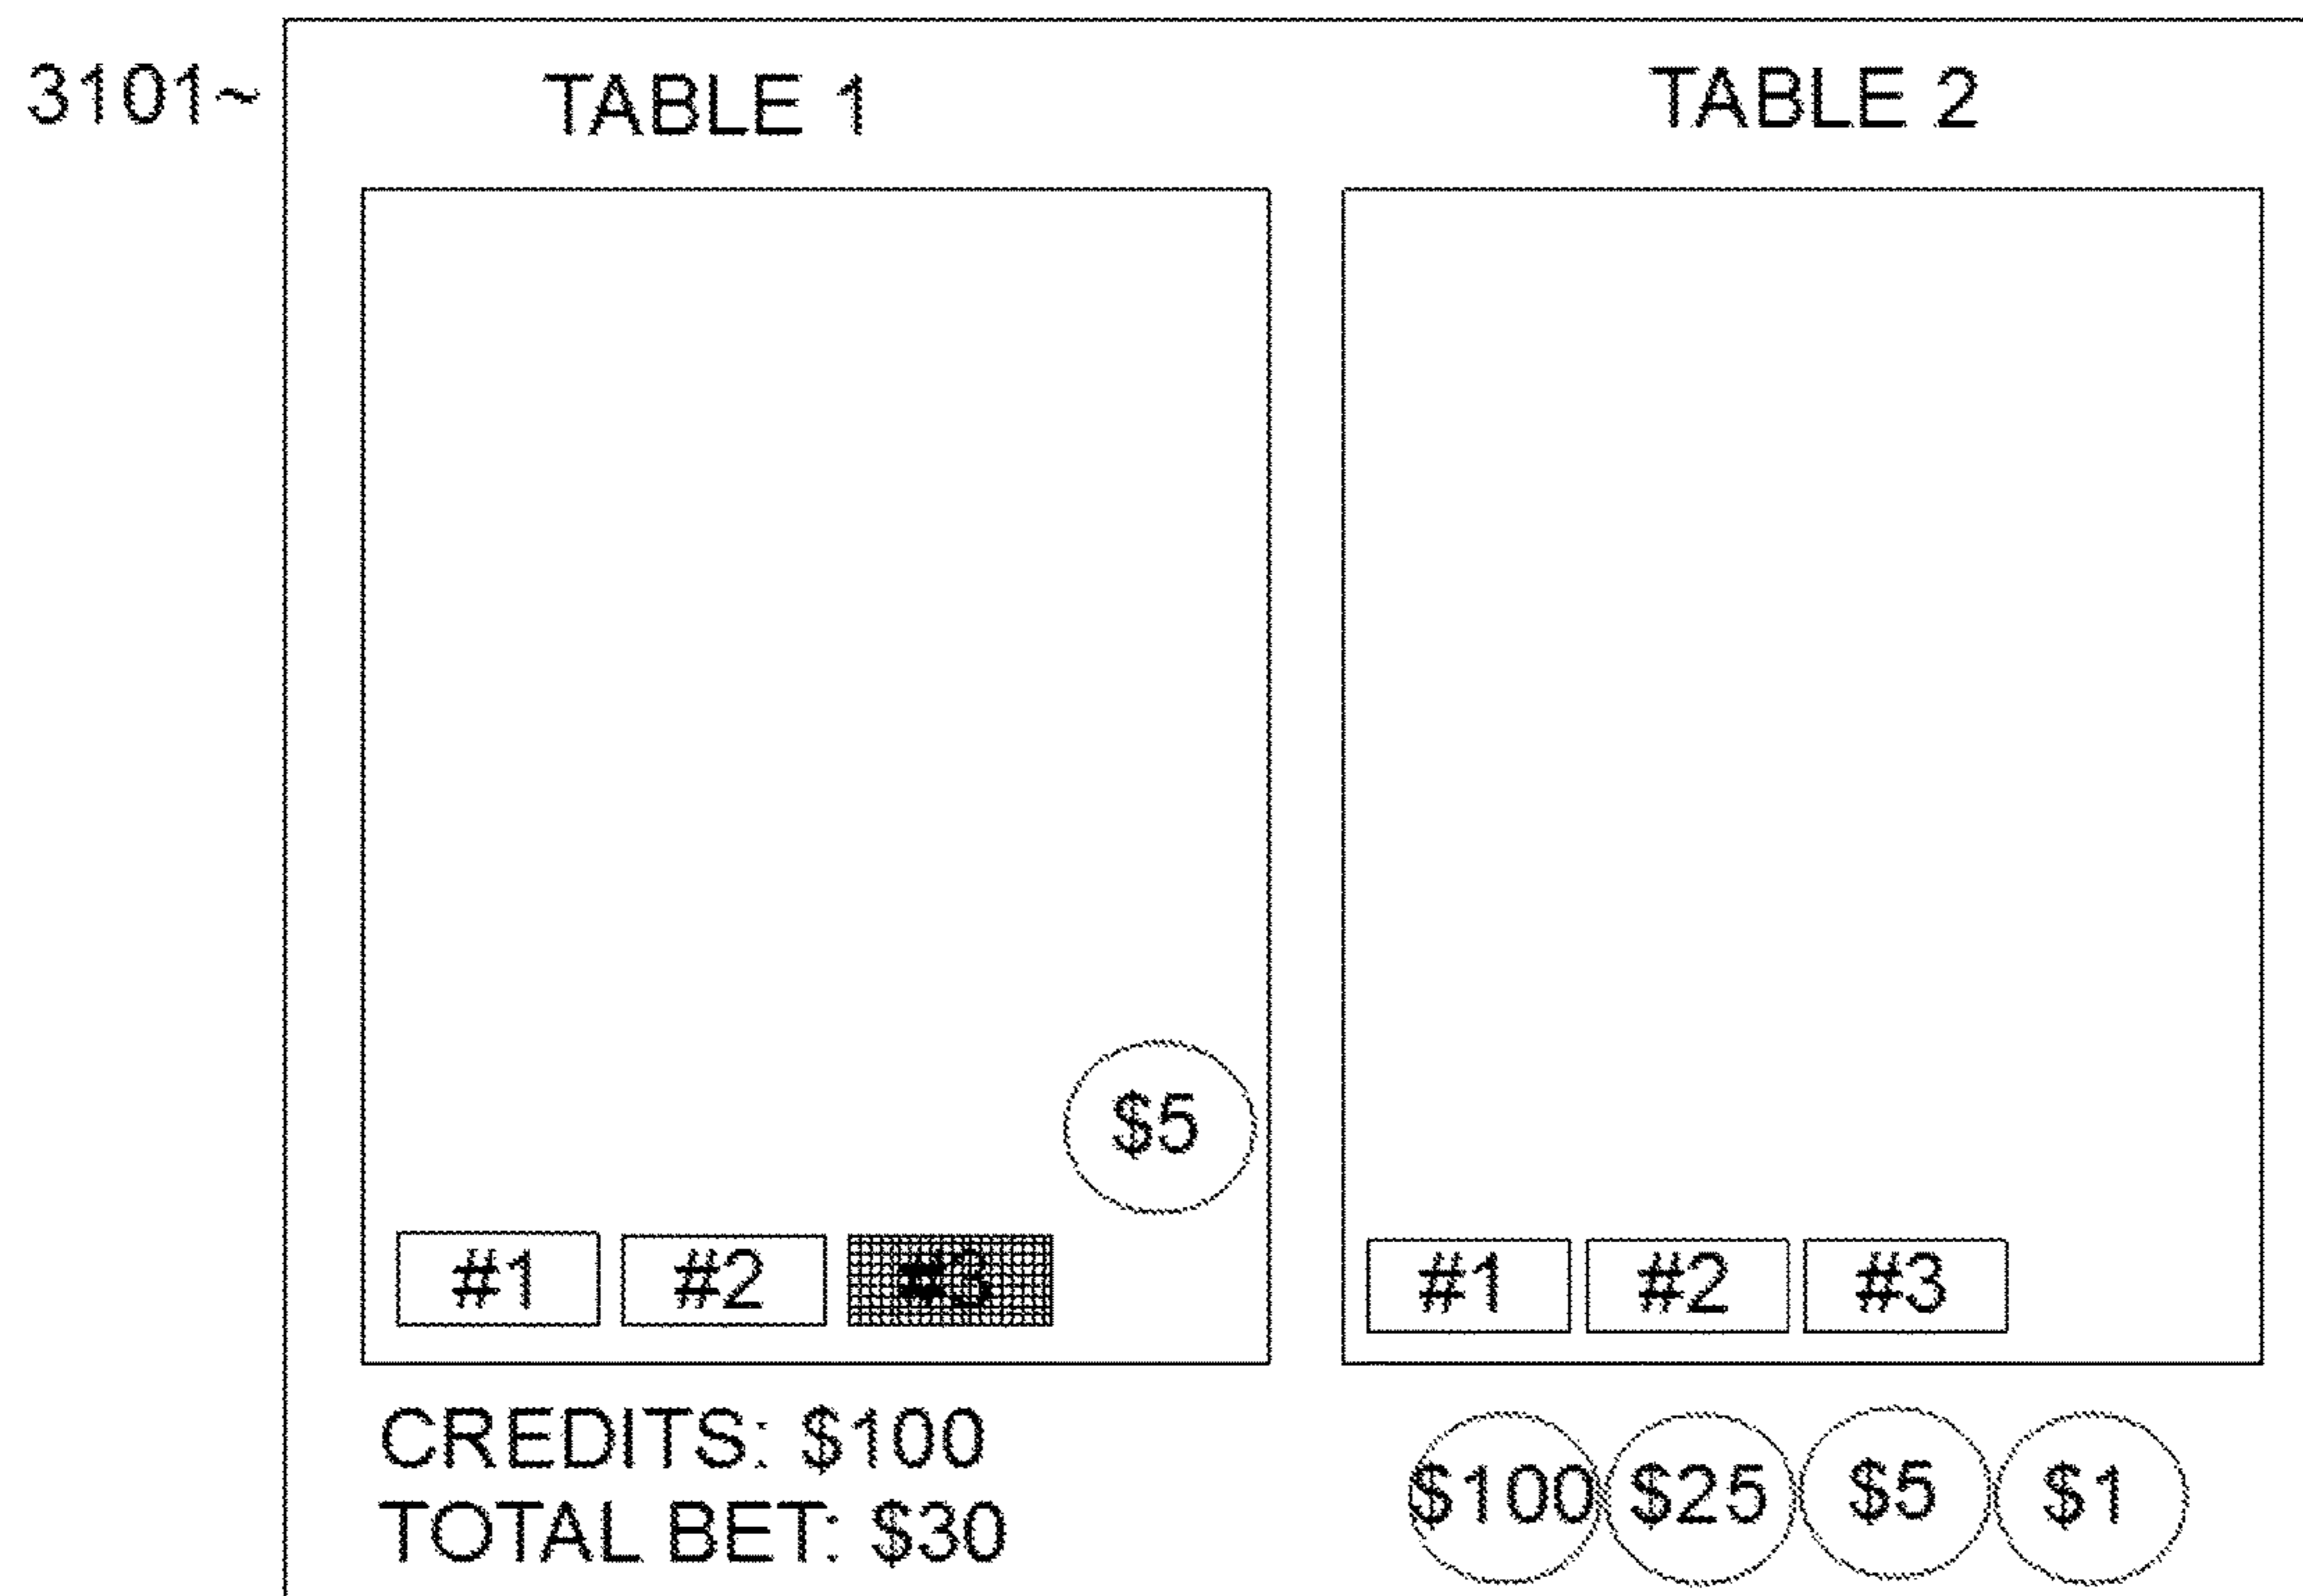 3101~
TABLE 1
TABLE 2
$5
#1 #2 #3
#1 #2 #3
CREDITS: $100
TOTAL BET: $30
$100 $25 $5 $1